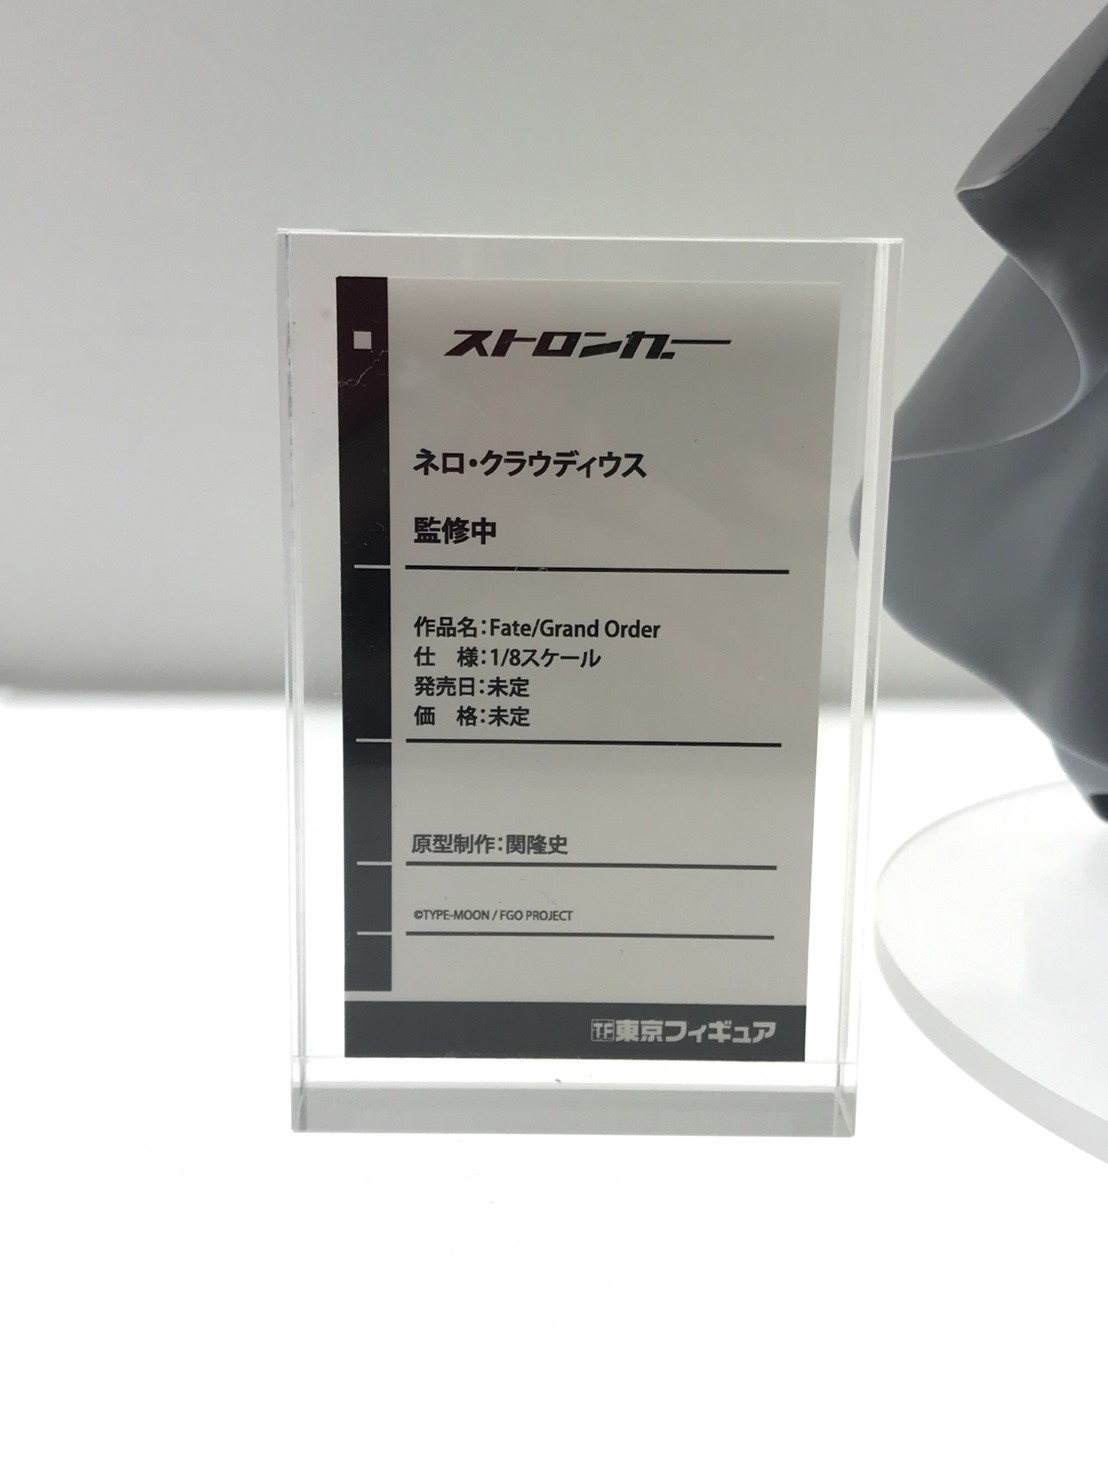 ストロンガー
ネロ・クラウディウス
監修中
作品名:Fate/Grand Order
仕　様:1/8スケール
発売日:未定
価　格:未定
原型制作:関隆史
©TYPE-MOON / FGO PROJECT
TF東京フィギュア